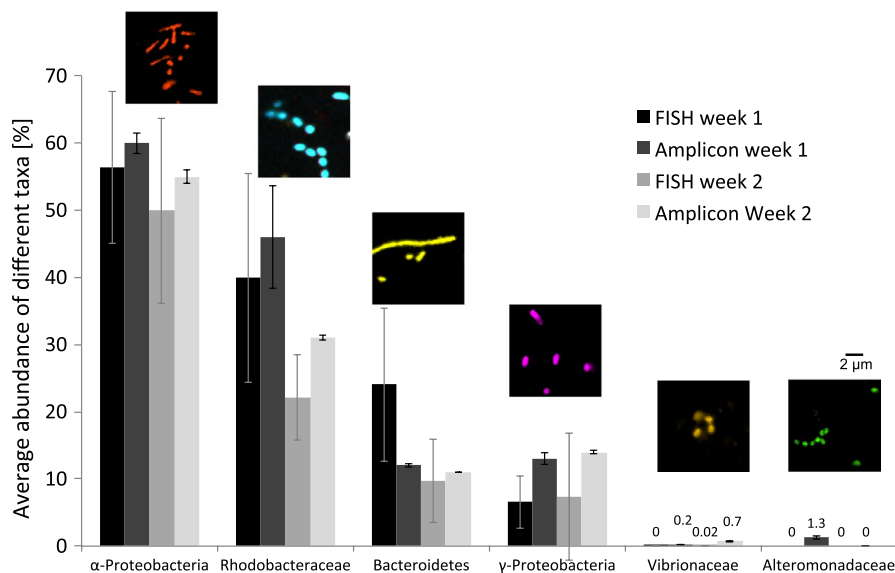 Average abundance of different taxa [%]
70
60
50
40
30
20
10
0
FISH week 1
Amplicon week 1
FISH week 2
Amplicon Week 2
2 µm
0 0.2 0.02 0.7
0 1.3 0 0
α-Proteobacteria Rhodobacteraceae Bacteroidetes γ-Proteobacteria Vibrionaceae Alteromonadaceae